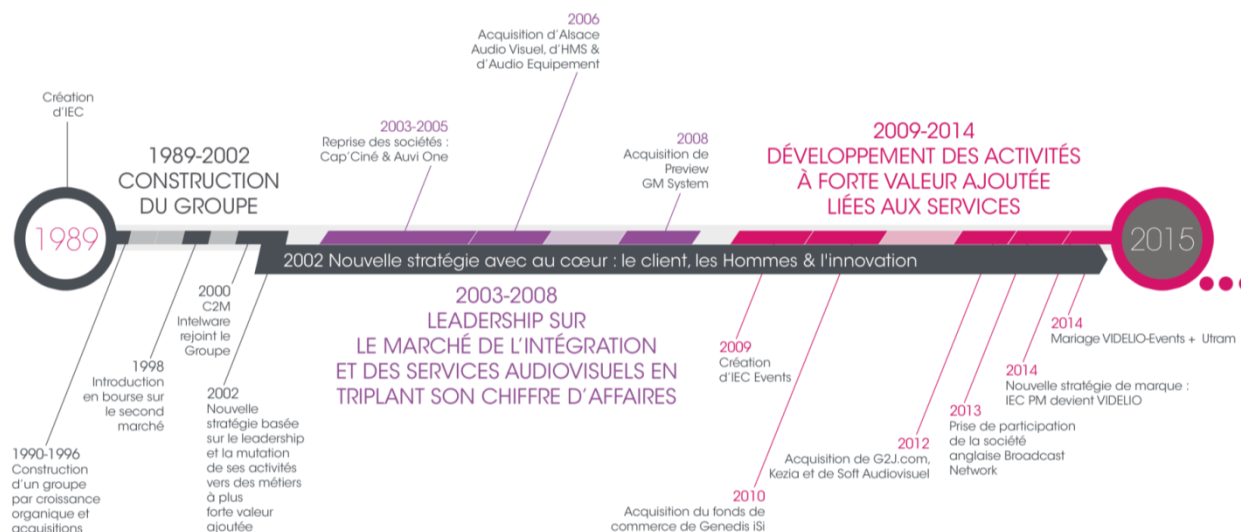 Création
d'IEC
1989
1989-2002
CONSTRUCTION
DU GROUPE
1990-1996
Construction
d'un groupe
par croissance
organique et
acquisitions
1998
Introduction
en bourse sur
le second
marché
2000
C2M
Intelware
rejoint le
Groupe
2002
Nouvelle
stratégie basée
sur le leadership
et la mutation
de ses activités
vers des métiers
à plus
forte valeur
ajoutée
2002 Nouvelle stratégie avec au cœur : le client, les Hommes & l'innovation
2003-2005
Reprise des sociétés :
Cap'Ciné & Auvi One
2006
Acquisition d'Alsace
Audio Visuel, d'HMS &
d'Audio Equipement
2008
Acquisition de
Preview
GM System
2003-2008
LEADERSHIP SUR
LE MARCHÉ DE L'INTÉGRATION
ET DES SERVICES AUDIOVISUELS EN
TRIPLANT SON CHIFFRE D'AFFAIRES
2009-2014
DÉVELOPPEMENT DES ACTIVITÉS
À FORTE VALEUR AJOUTÉE
LIÉES AUX SERVICES
2009
Création
d'IEC Events
2010
Acquisition du fonds de
commerce de Genedis iSi
2012
Acquisition de G2J.com,
Kezia et de Soft Audiovisuel
2013
Prise de participation
de la société
anglaise Broadcast
Network
2014
Nouvelle stratégie de marque :
IEC PM devient VIDELIO
2014
Mariage VIDELIO-Events + Utram
2015